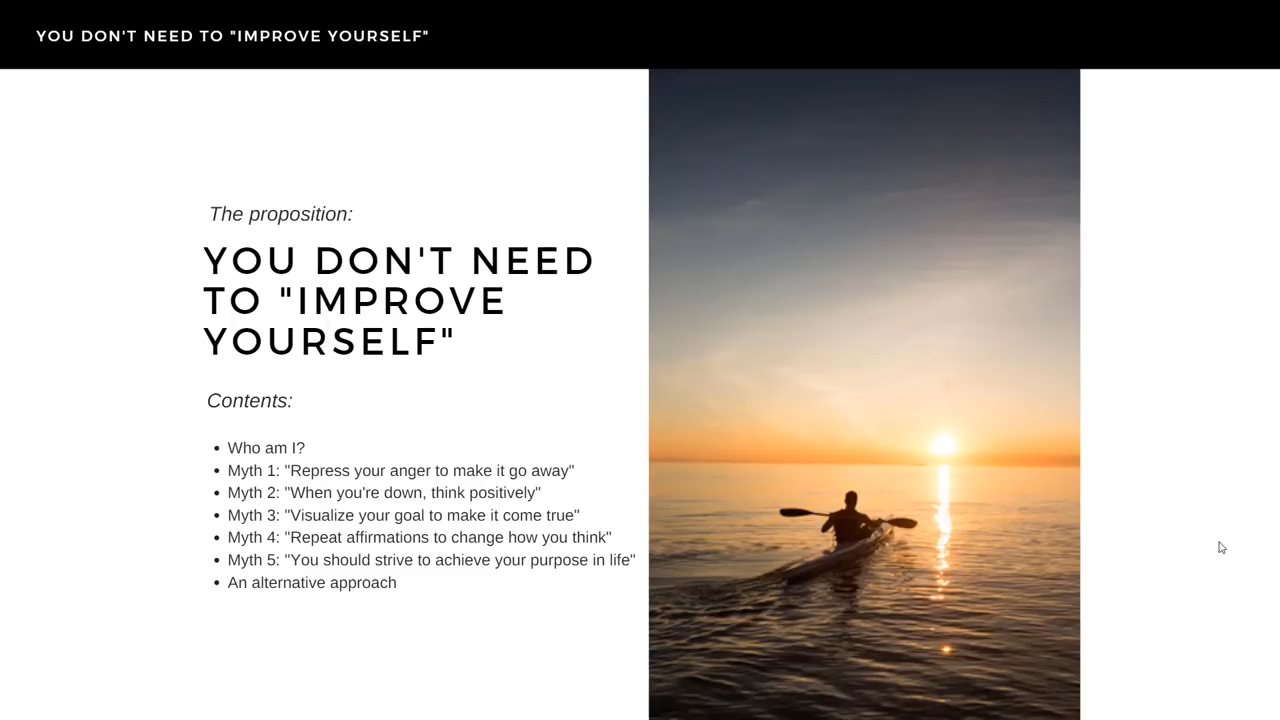 YOU DON'T NEED TO "IMPROVE YOURSELF"
The proposition:
YOU DON'T NEED
TO "IMPROVE
YOURSELF"
Contents:
• Who am I?
• Myth 1: "Repress your anger to make it go away"
• Myth 2: "When you're down, think positively"
• Myth 3: "Visualize your goal to make it come true"
• Myth 4: "Repeat affirmations to change how you think"
• Myth 5: "You should strive to achieve your purpose in life"
• An alternative approach